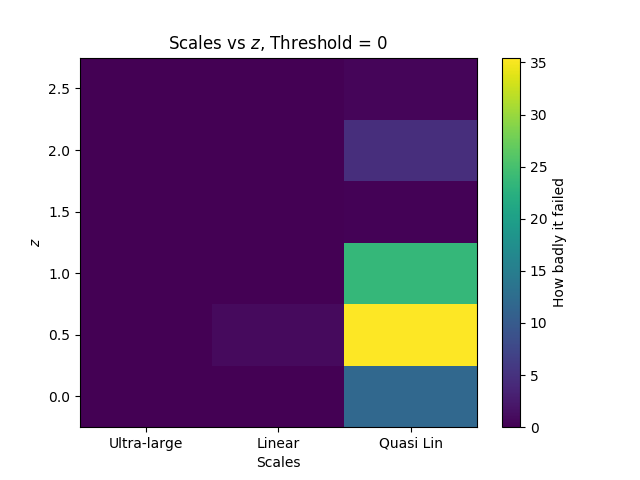 Scales vs z, Threshold = 0
2.5
2.0
1.5
1.0
0.5
0.0
z
Ultra-large Linear Quasi Lin
Scales
35
30
25
20
15
10
5
0
How badly it failed